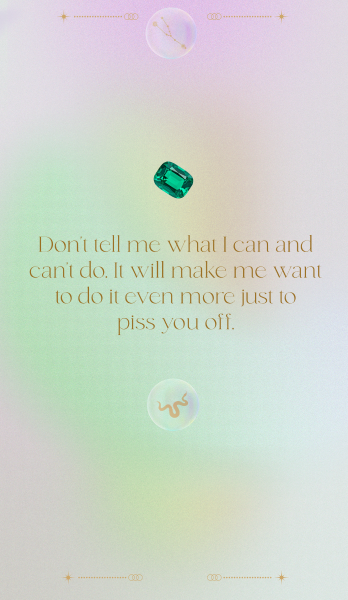 Don't tell me what I can and
can't do. It will make me want
to do it even more just to
piss you off.